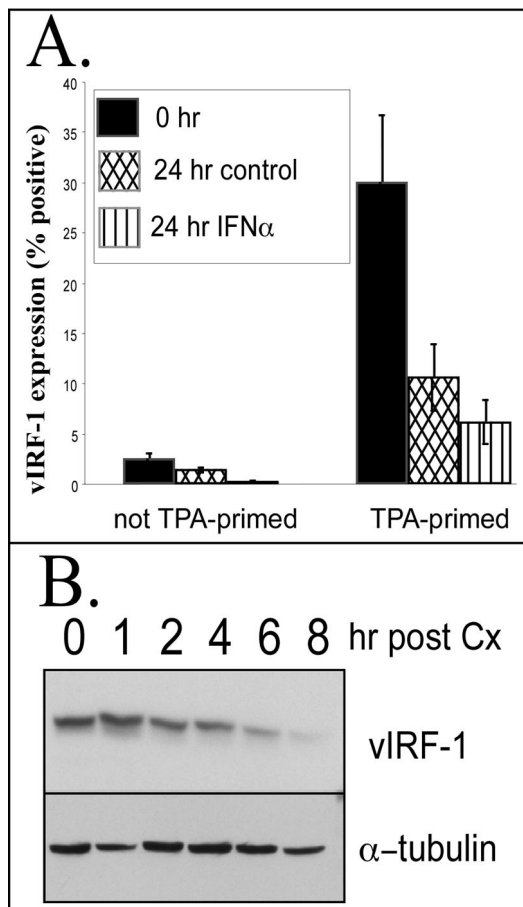 A.
vIRF-1 expression (% positive)
40
35
30
25
20
15
10
5
0
0 hr
24 hr control
24 hr IFNα
not TPA-primed
TPA-primed
B.
0 1 2 4 6 8 hr post Cx
vIRF-1
α–tubulin